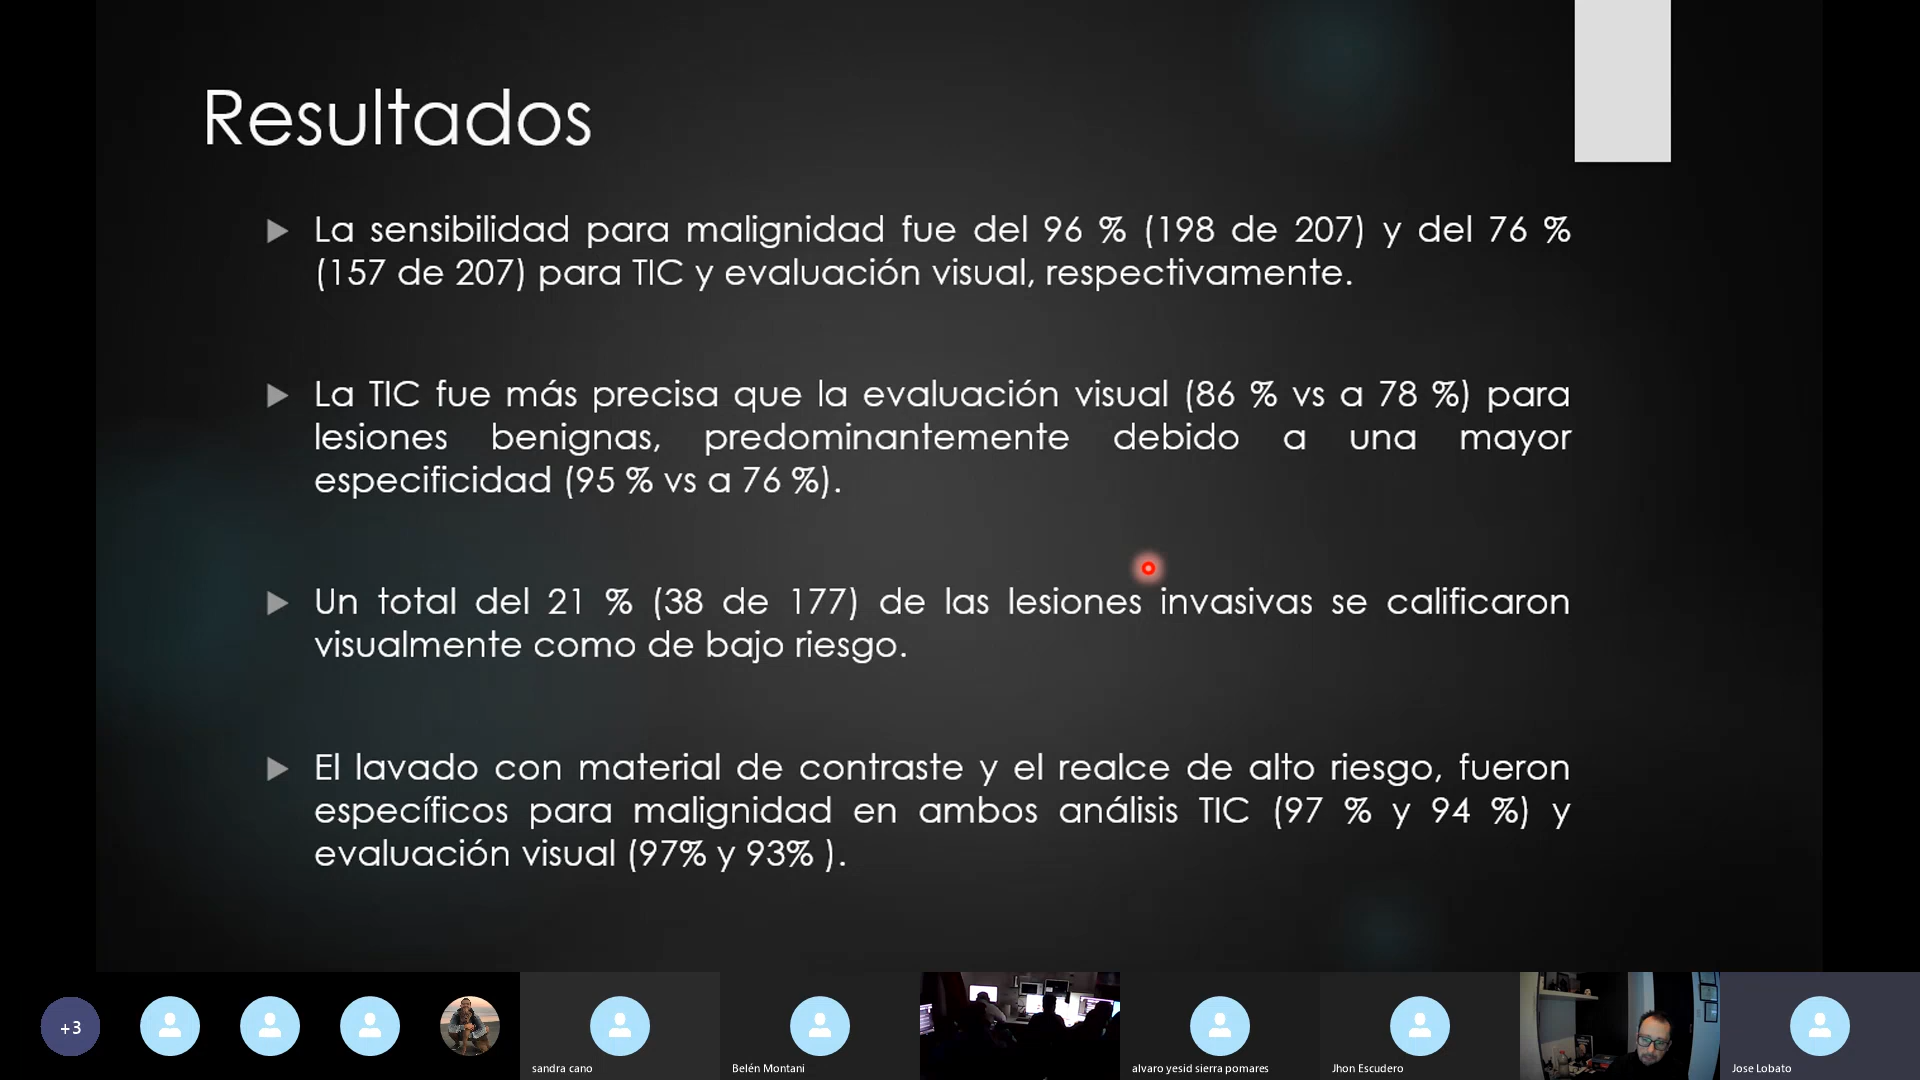 Resultados
La sensibilidad para malignidad fue del 96 % (198 de 207) y del 76 %
(157 de 207) para TIC y evaluación visual, respectivamente.
La TIC fue más precisa que la evaluación visual (86 % vs a 78 %) para
lesiones benignas, predominantemente debido a una mayor
especificidad (95 % vs a 76 %).
Un total del 21 % (38 de 177) de las lesiones invasivas se calificaron
visualmente como de bajo riesgo.
El lavado con material de contraste y el realce de alto riesgo, fueron
específicos para malignidad en ambos análisis TIC (97 % y 94 %) y
evaluación visual (97% y 93% ).
+3
sandra cano
Belén Montani
alvaro yesid sierra pomares
Jhon Escudero
Jose Lobato